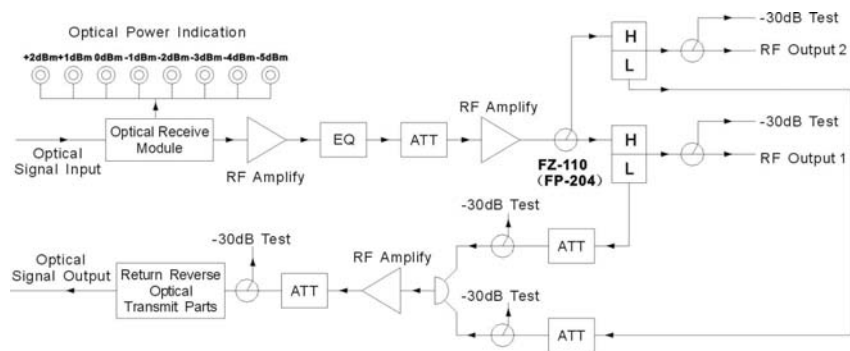 Optical Power Indication
+2dBm +1dBm 0dBm -1dBm -2dBm -3dBm -4dBm -5dBm
Optical Signal Input
Optical Receive Module
RF Amplify
EQ
ATT
RF Amplify
FZ-110
(FP-204)
H
L
-30dB Test
RF Output 2
H
L
-30dB Test
RF Output 1
-30dB Test
ATT
-30dB Test
ATT
RF Amplify
ATT
-30dB Test
Return Reverse
Optical
Transmit Parts
Optical
Signal Output